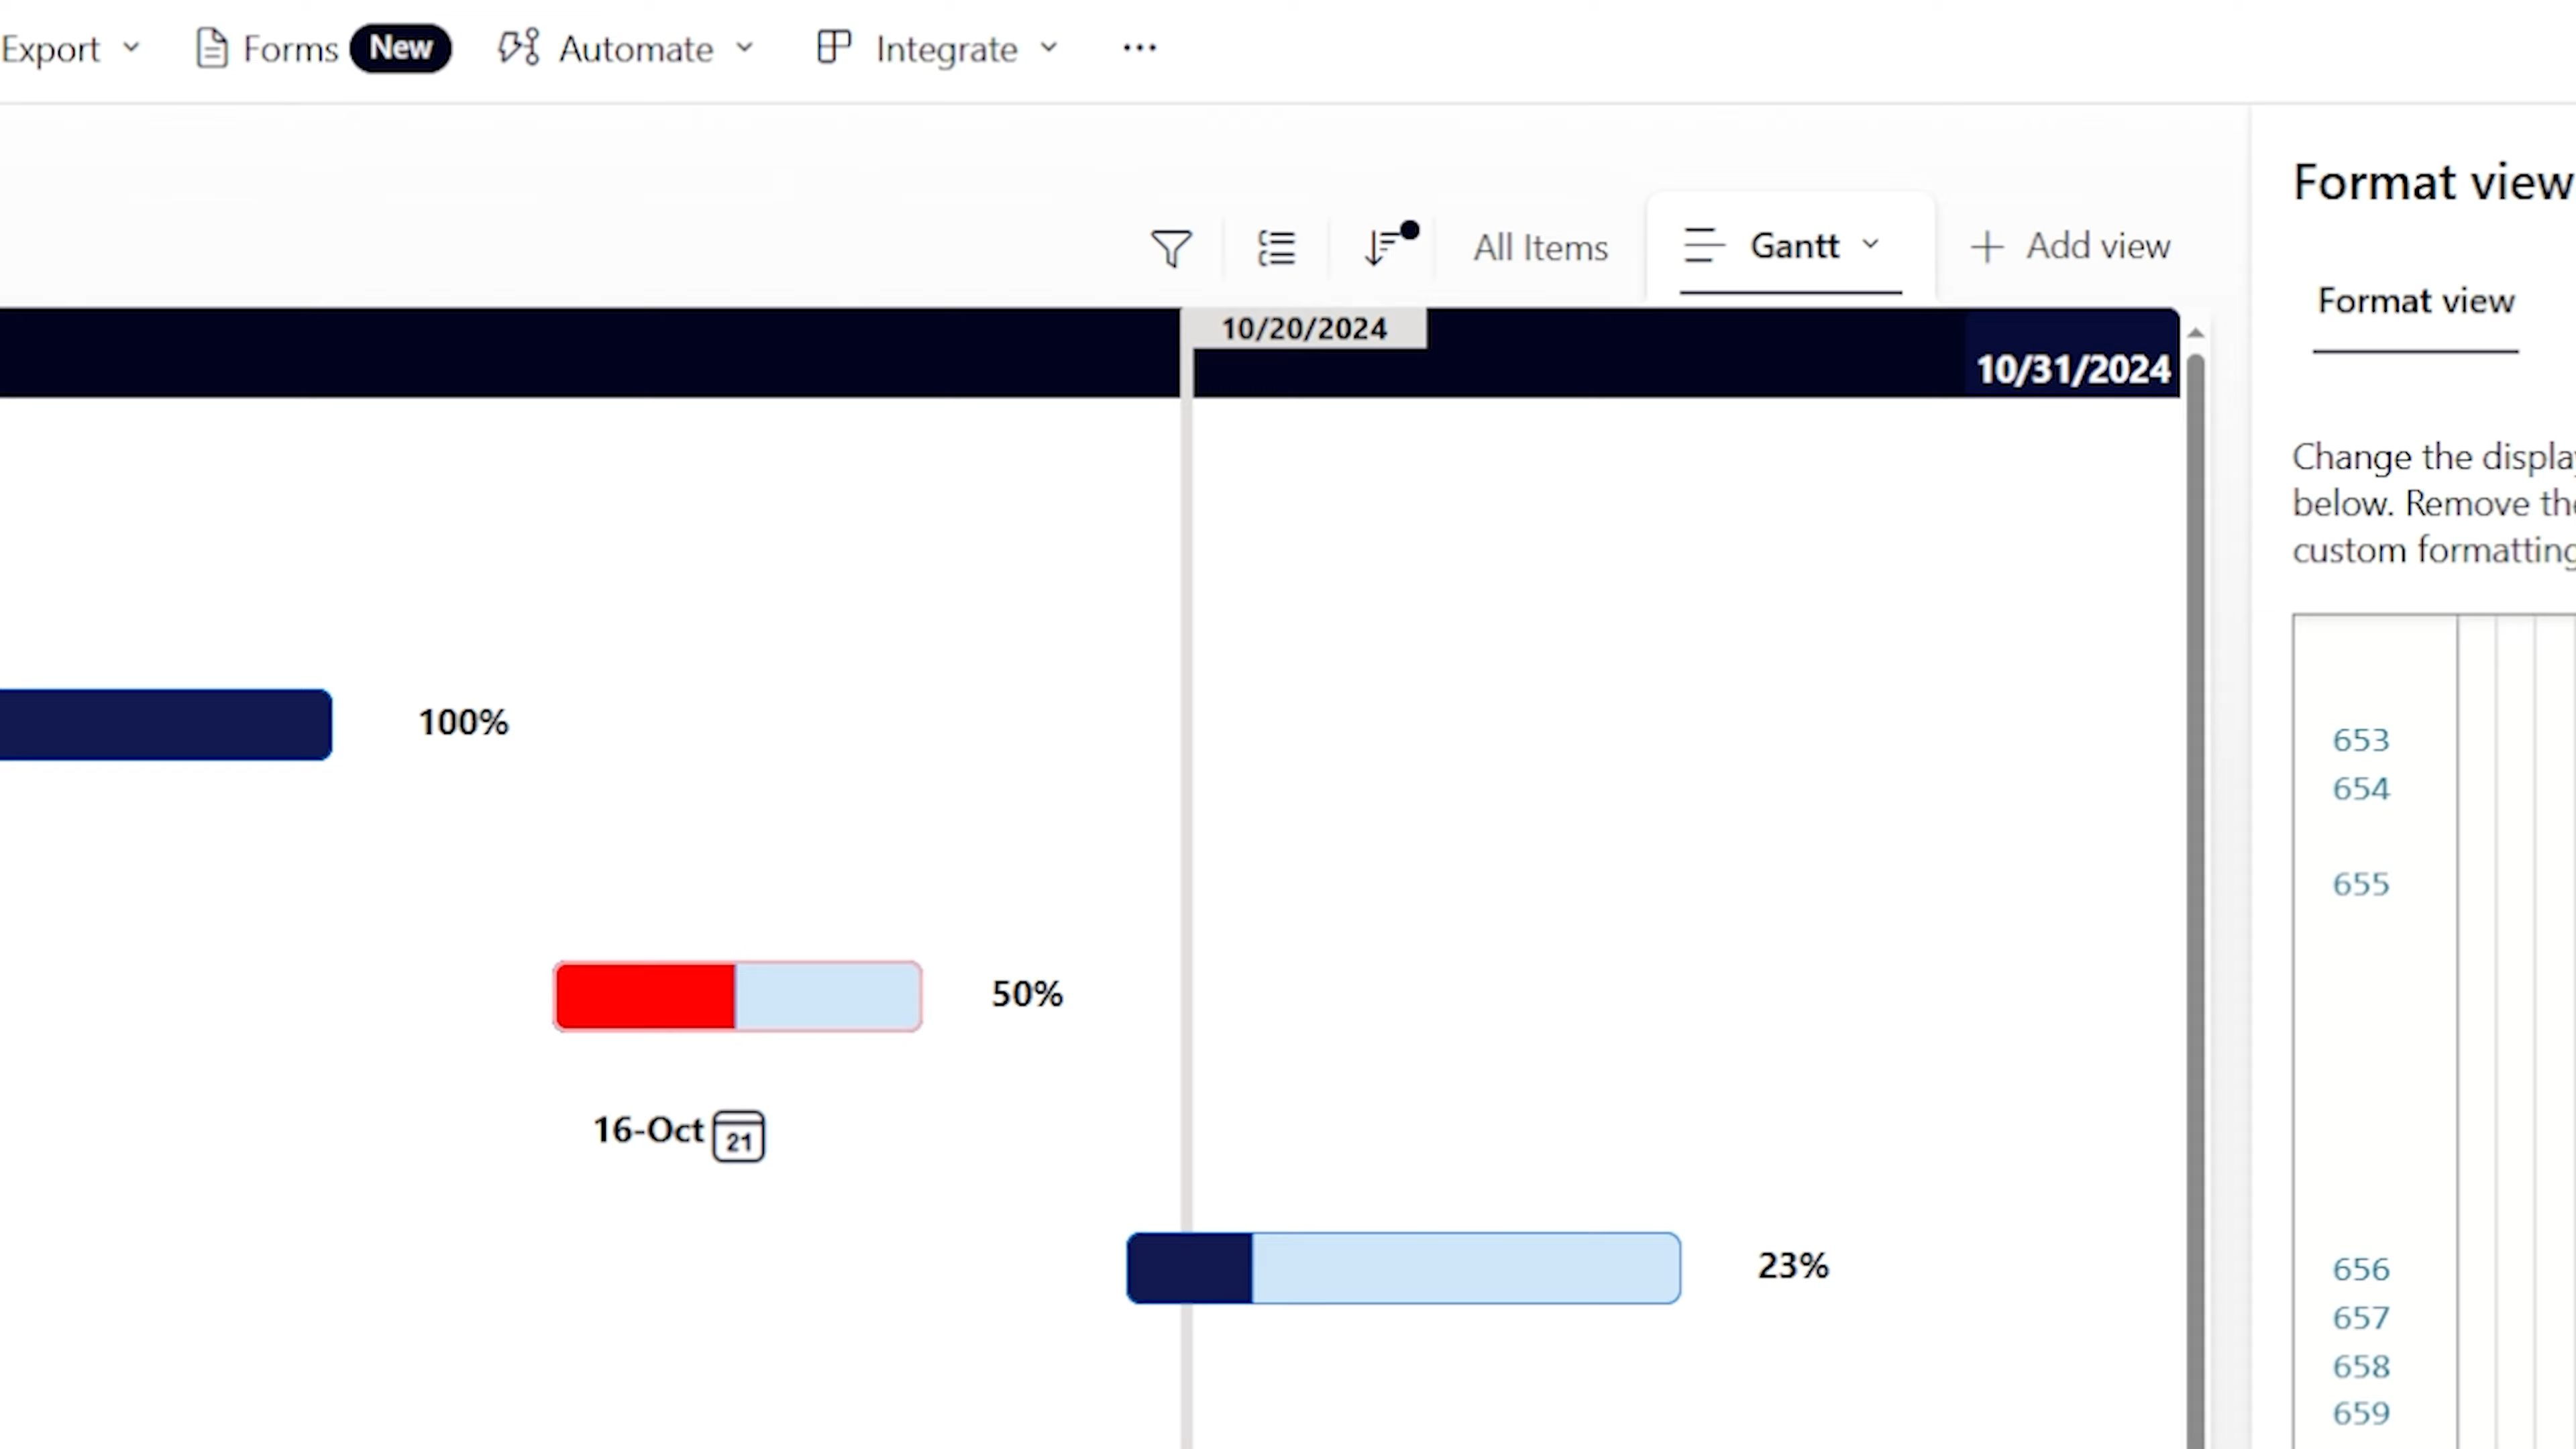 Export
Forms New
Automate
Integrate
...
Format view
All Items
Gantt
+ Add view
Format view
10/20/2024
10/31/2024
Change the displa
below. Remove the
custom formatting
100%
653
654
655
50%
16-Oct 21
23%
656
657
658
659